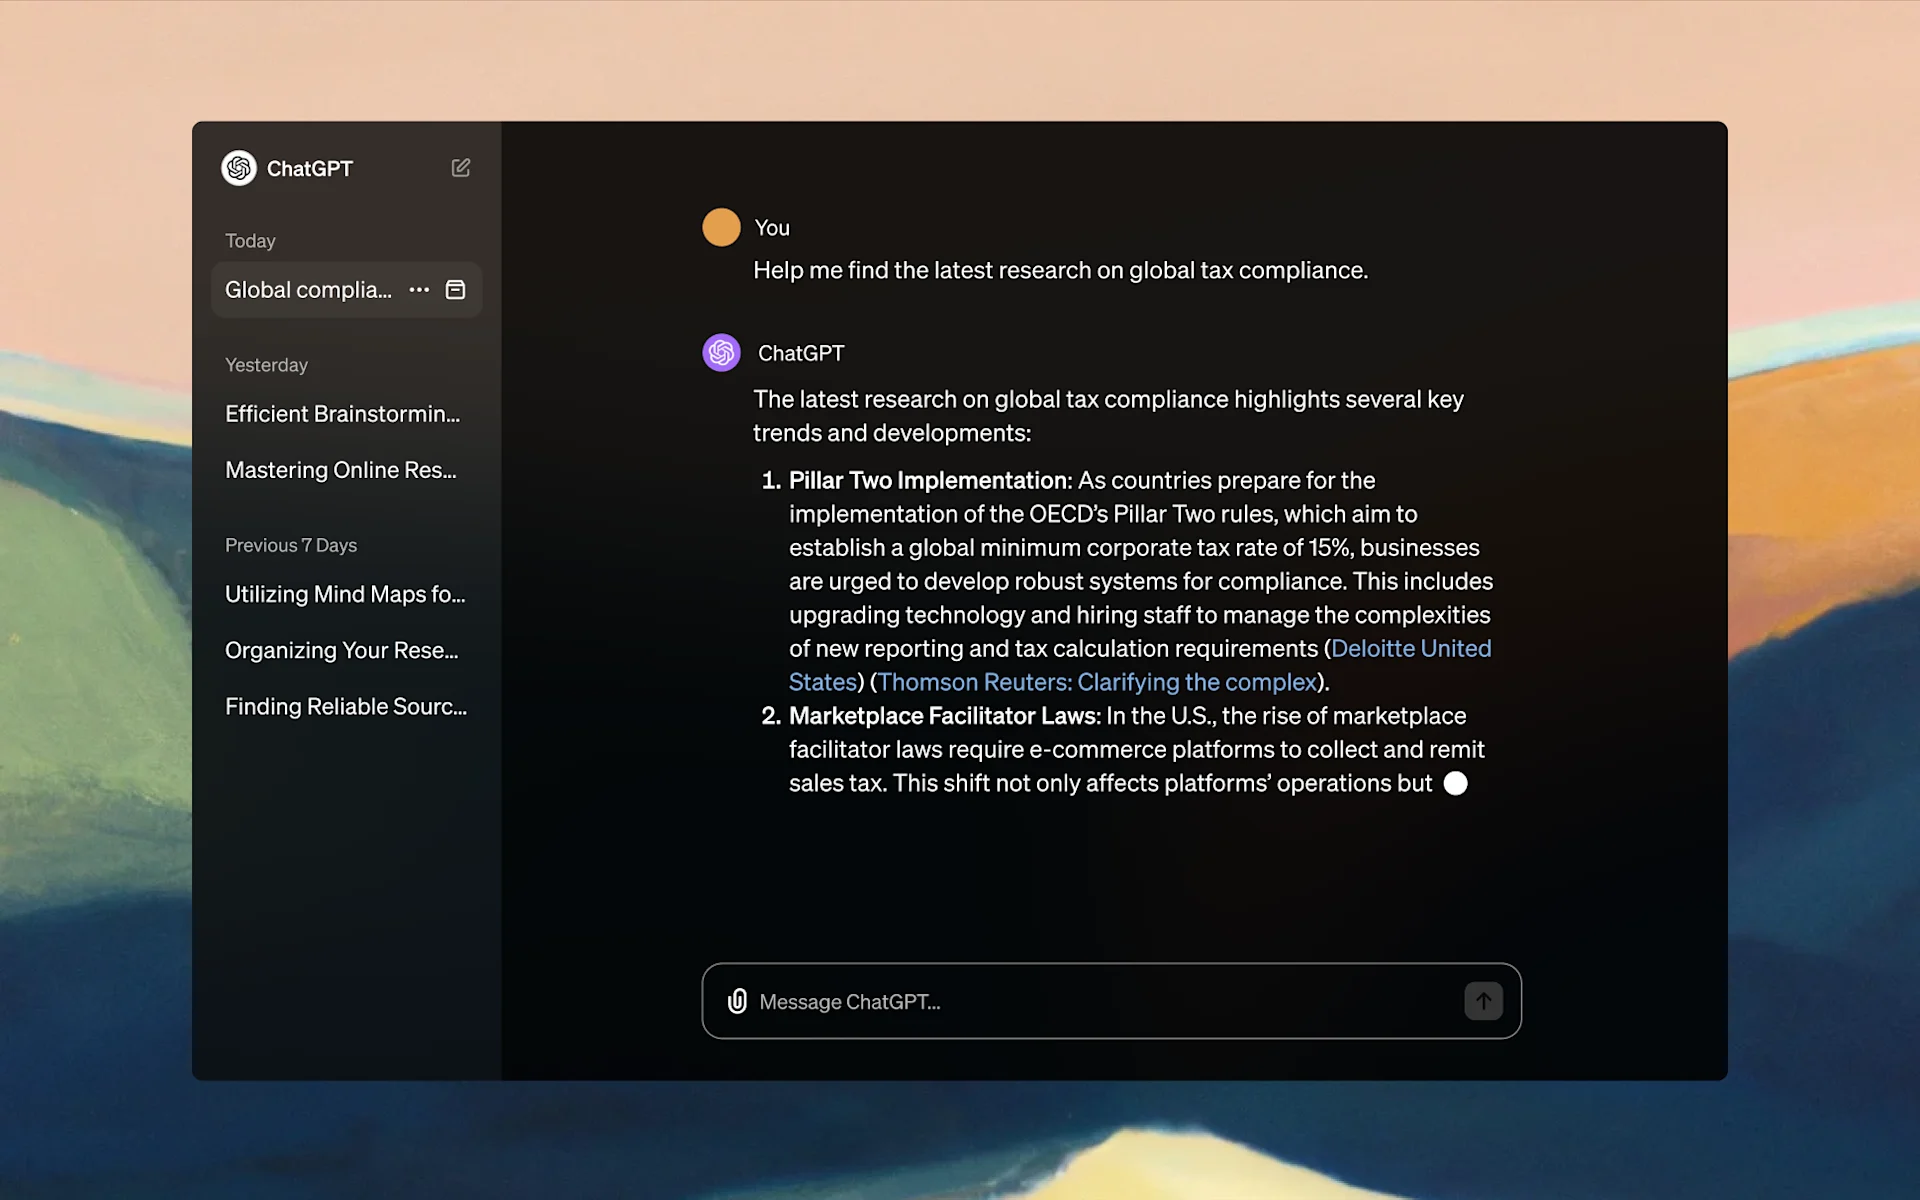 ChatGPT
Today
Global complia...
Yesterday
Efficient Brainstormin...
Mastering Online Res...
Previous 7 Days
Utilizing Mind Maps fo...
Organizing Your Rese...
Finding Reliable Sourc...
You
Help me find the latest research on global tax compliance.
ChatGPT
The latest research on global tax compliance highlights several key
trends and developments:
1. Pillar Two Implementation: As countries prepare for the
implementation of the OECD’s Pillar Two rules, which aim to
establish a global minimum corporate tax rate of 15%, businesses
are urged to develop robust systems for compliance. This includes
upgrading technology and hiring staff to manage the complexities
of new reporting and tax calculation requirements (Deloitte United
States) (Thomson Reuters: Clarifying the complex).
2. Marketplace Facilitator Laws: In the U.S., the rise of marketplace
facilitator laws require e-commerce platforms to collect and remit
sales tax. This shift not only affects platforms’ operations but
Message ChatGPT...